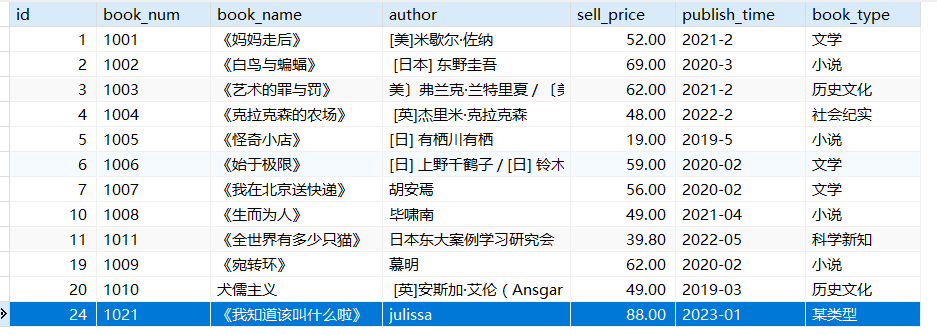 id book_num book_name author sell_price publish_time book_type
1 1001 《妈妈走后》 [美]米歇尔·佐纳 52.00 2021-2 文学
2 1002 《白鸟与蝙蝠》 [日本] 东野圭吾 69.00 2020-3 小说
3 1003 《艺术的罪与罚》 美〕弗兰克·兰特里夏 / 〔美 62.00 2021-2 历史文化
4 1004 《克拉克森的农场》 [英]杰里米·克拉克森 48.00 2022-2 社会纪实
5 1005 《怪奇小店》 [日] 有栖川有栖 19.00 2019-5 小说
6 1006 《始于极限》 [日] 上野千鹤子 / [日] 铃木 59.00 2020-02 文学
7 1007 《我在北京送快递》 胡安焉 56.00 2020-02 文学
10 1008 《生而为人》 毕啸南 49.00 2021-04 小说
11 1011 《全世界有多少只猫》 日本东大案例学习研究会 39.80 2022-05 科学新知
19 1009 《宛转环》 慕明 62.00 2020-02 小说
20 1010 犬儒主义 [英]安斯加·艾伦（Ansgar 49.00 2019-03 历史文化
24 1021 《我知道该叫什么啦》 julissa 88.00 2023-01 某类型